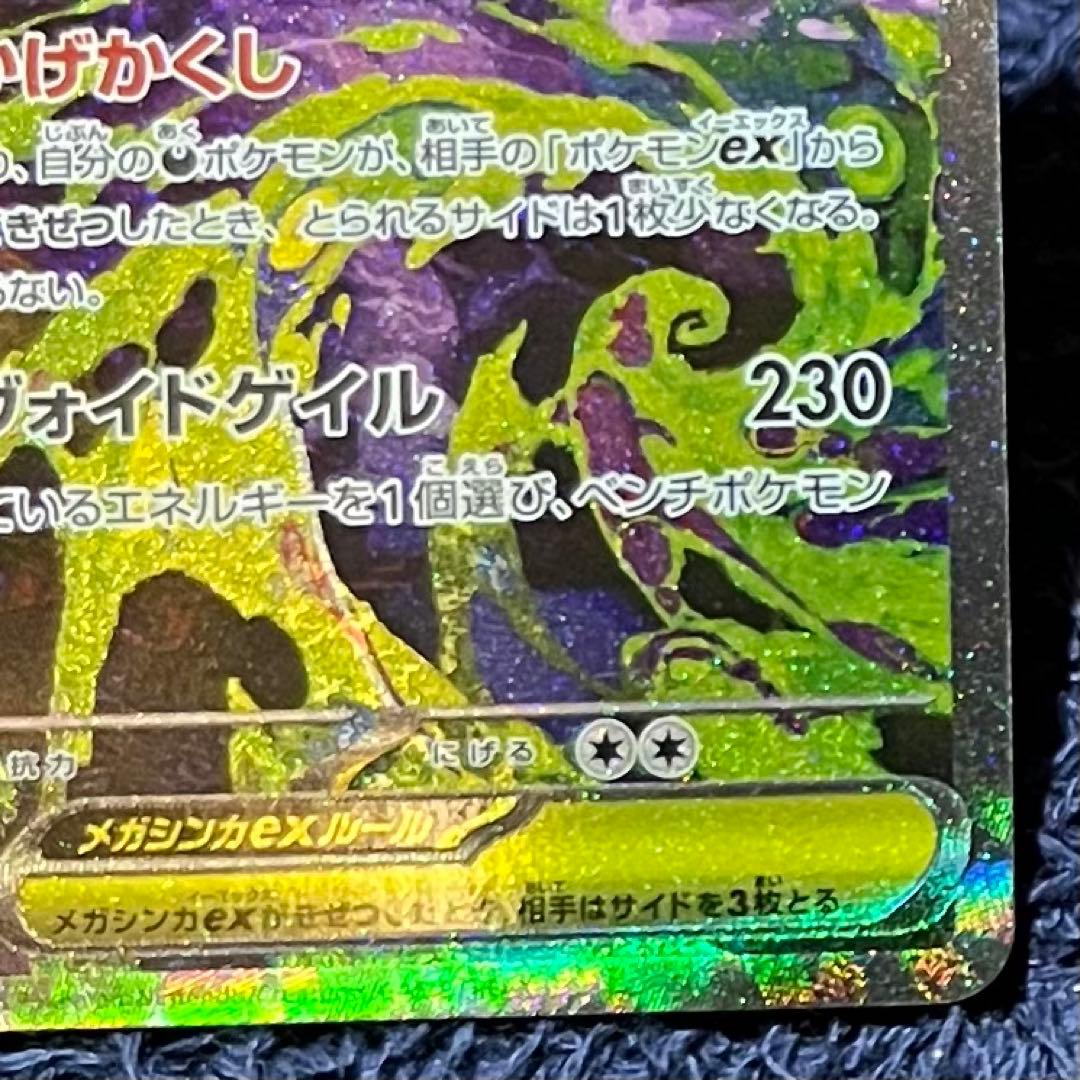 かげかくし
、自分のポケモンが、相手の「ポケモンex」から
きぜつしたとき、とられるサイドは1枚少なくなる。
ない。
ヴォイドゲイル 230
ているエネルギーを1個選び、ベンチポケモン
抗力 にげる
メガシンカexルール
メガシンカexがきぜつしたとき、相手はサイドを3枚とる。